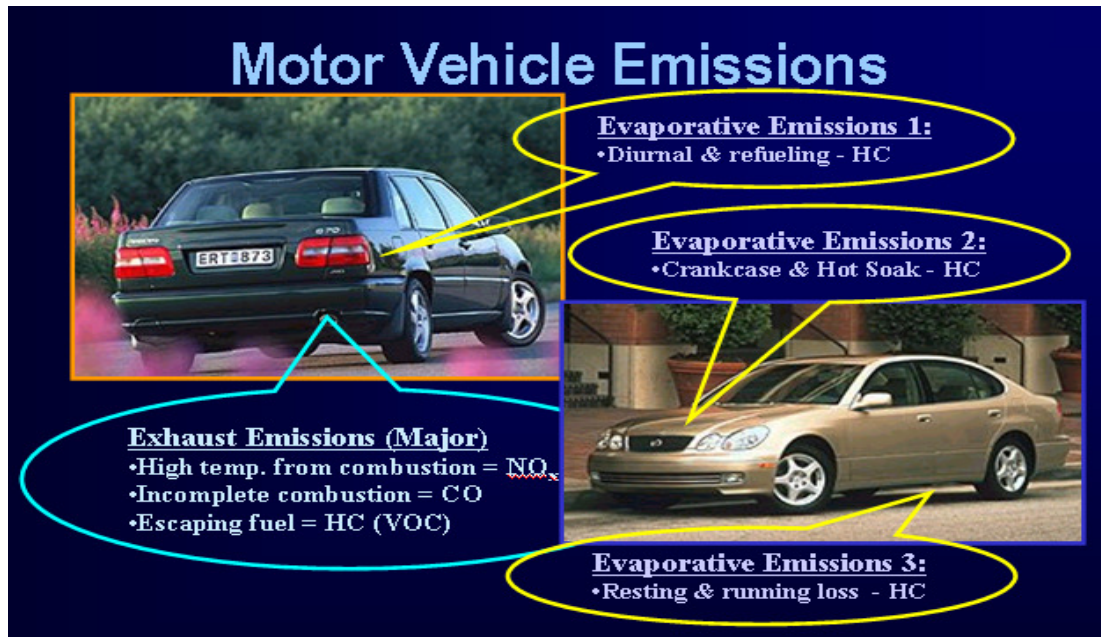 Motor Vehicle Emissions
Evaporative Emissions 1:
•Diurnal & refueling - HC
Evaporative Emissions 2:
•Crankcase & Hot Soak - HC
S70
ERT 873
Exhaust Emissions (Major)
•High temp. from combustion = NOx
•Incomplete combustion = CO
•Escaping fuel = HC (VOC)
Evaporative Emissions 3:
•Resting & running loss - HC